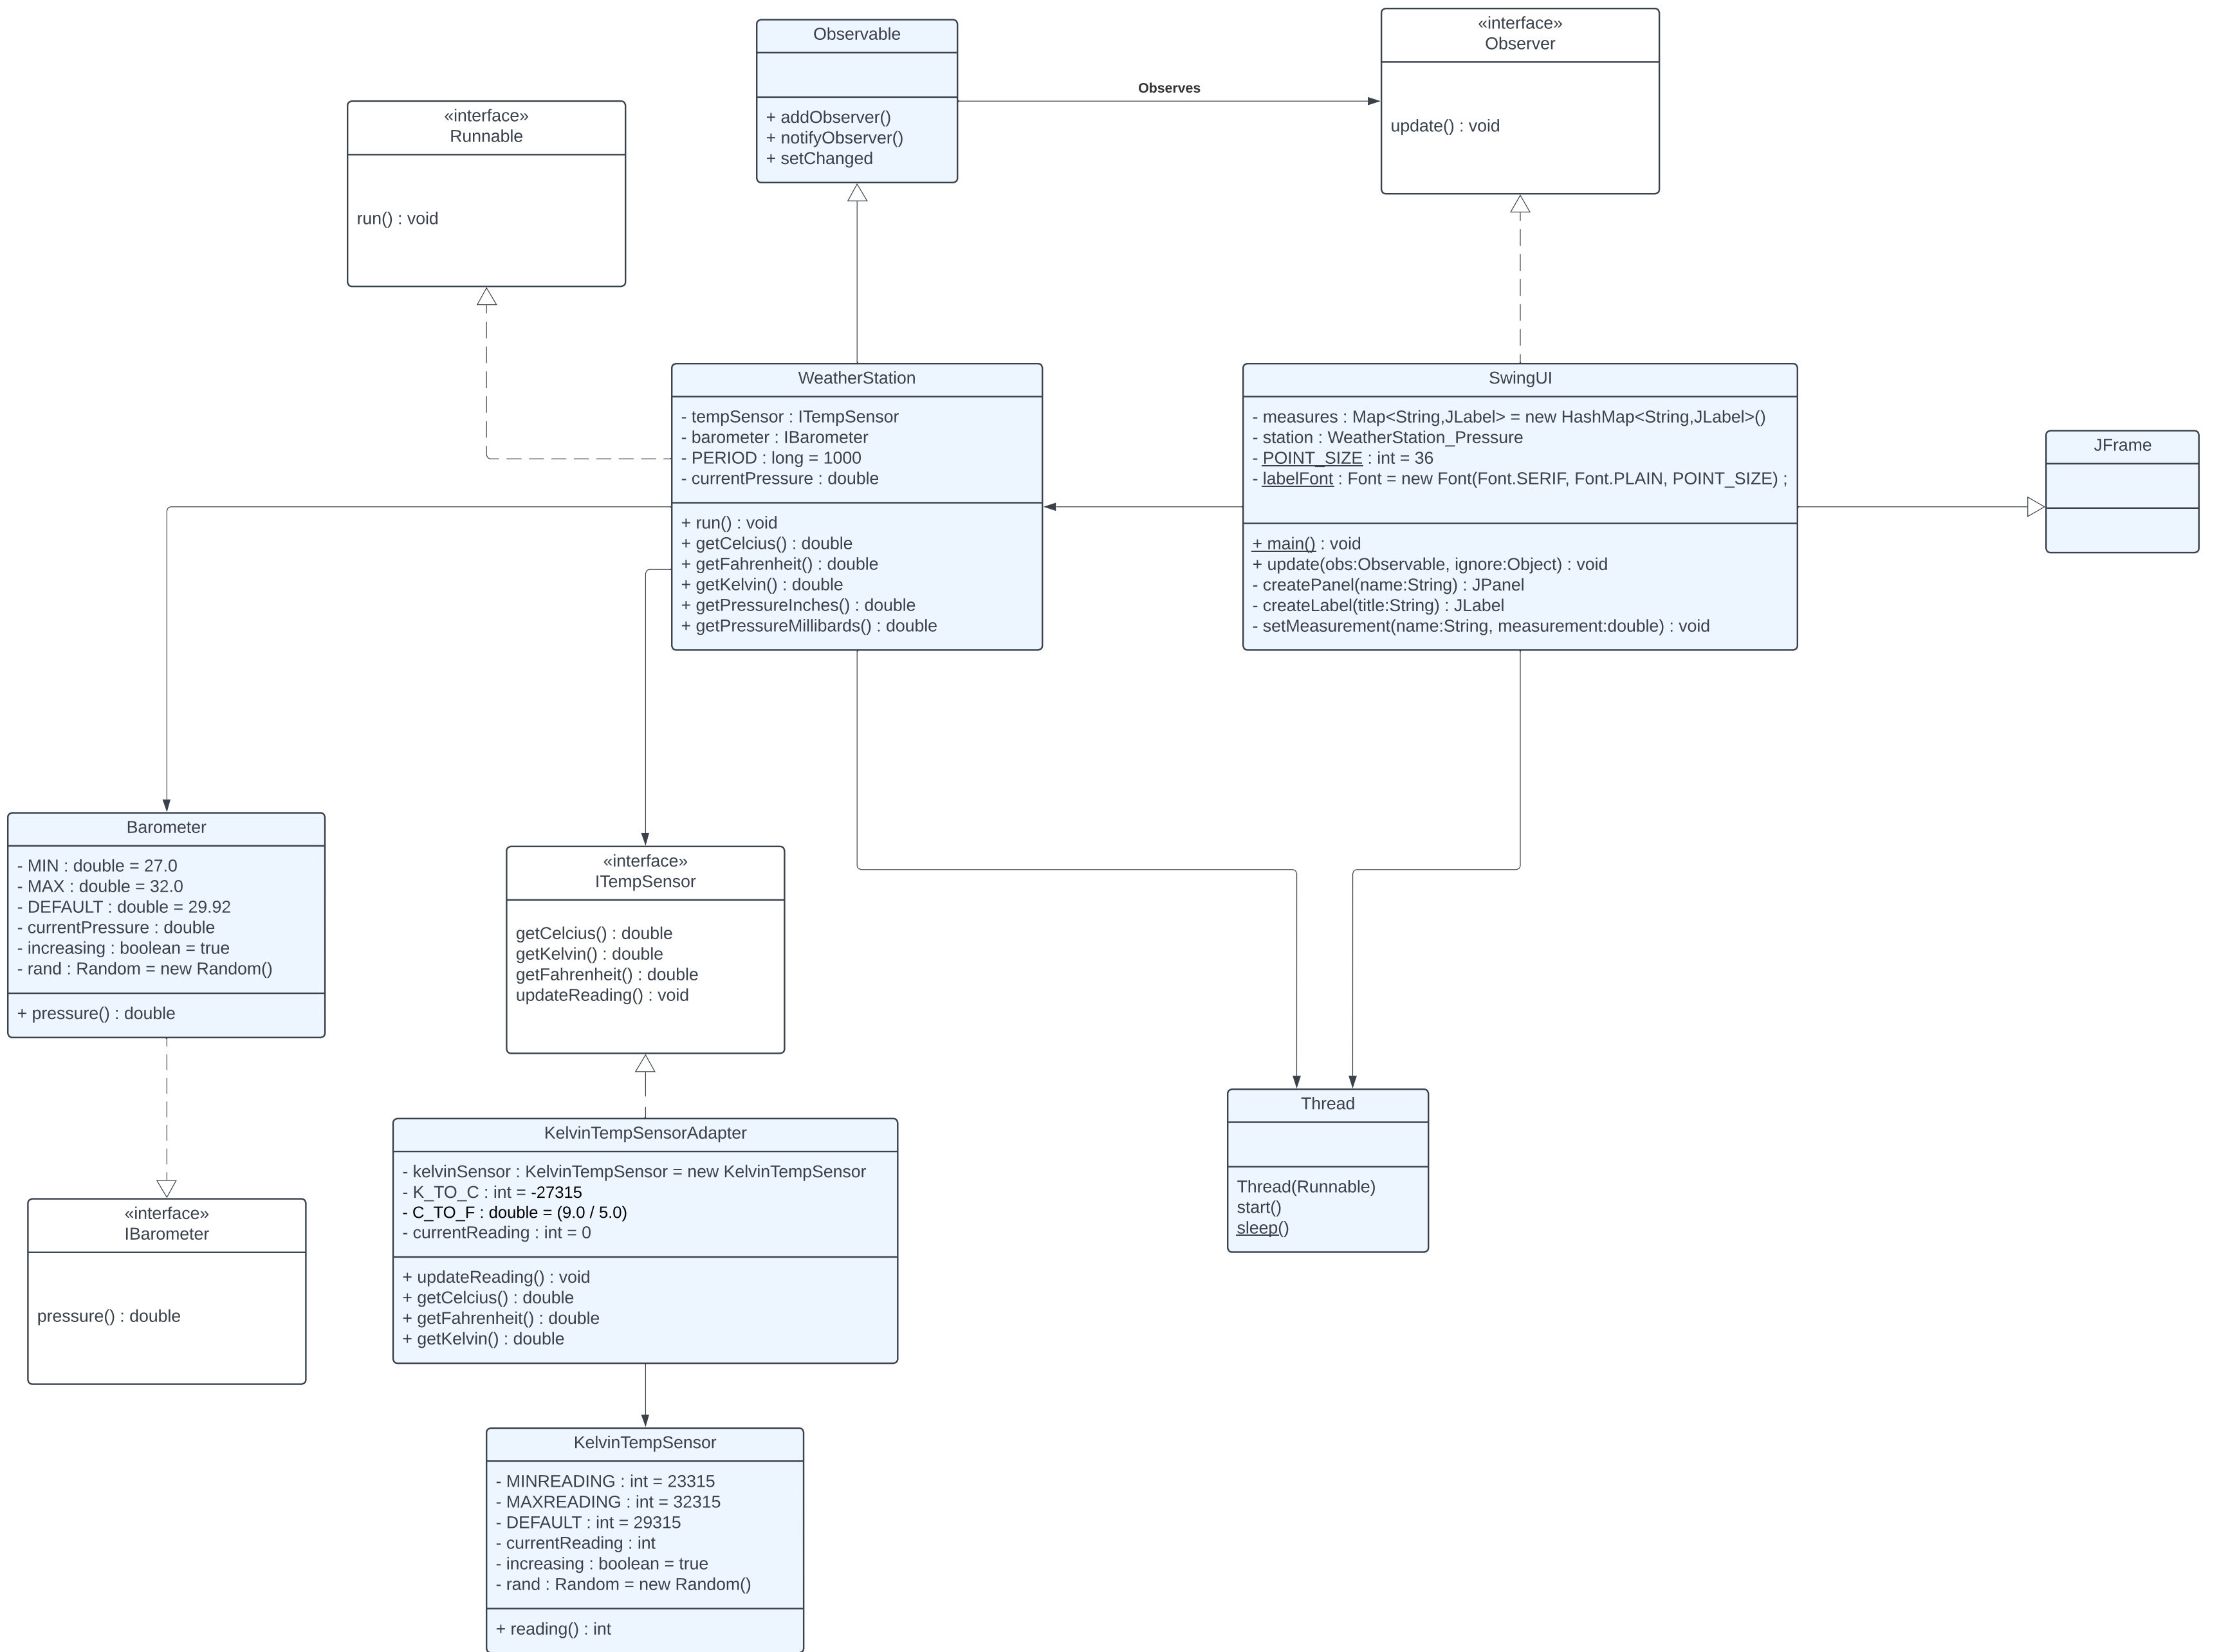 Observable
+ addObserver()
+ notifyObserver()
+ setChanged
Observes
«interface»
Observer
update() : void
«interface»
Runnable
run() : void
WeatherStation
- tempSensor : ITempSensor
- barometer : IBarometer
- PERIOD : long = 1000
- currentPressure : double
+ run() : void
+ getCelcius() : double
+ getFahrenheit() : double
+ getKelvin() : double
+ getPressureInches() : double
+ getPressureMillibards() : double
SwingUI
- measures : Map<String,JLabel> = new HashMap<String,JLabel>()
- station : WeatherStation_Pressure
- POINT_SIZE : int = 36
- labelFont : Font = new Font(Font.SERIF, Font.PLAIN, POINT_SIZE) ;
+ main() : void
+ update(obs:Observable, ignore:Object) : void
- createPanel(name:String) : JPanel
- createLabel(title:String) : JLabel
- setMeasurement(name:String, measurement:double) : void
JFrame
Barometer
- MIN : double = 27.0
- MAX : double = 32.0
- DEFAULT : double = 29.92
- currentPressure : double
- increasing : boolean = true
- rand : Random = new Random()
+ pressure() : double
«interface»
ITempSensor
getCelcius() : double
getKelvin() : double
getFahrenheit() : double
updateReading() : void
Thread
Thread(Runnable)
start()
sleep()
KelvinTempSensorAdapter
- kelvinSensor : KelvinTempSensor = new KelvinTempSensor
- K_TO_C : int = -27315
- C_TO_F : double = (9.0 / 5.0)
- currentReading : int = 0
+ updateReading() : void
+ getCelcius() : double
+ getFahrenheit() : double
+ getKelvin() : double
«interface»
IBarometer
pressure() : double
KelvinTempSensor
- MINREADING : int = 23315
- MAXREADING : int = 32315
- DEFAULT : int = 29315
- currentReading : int
- increasing : boolean = true
- rand : Random = new Random()
+ reading() : int